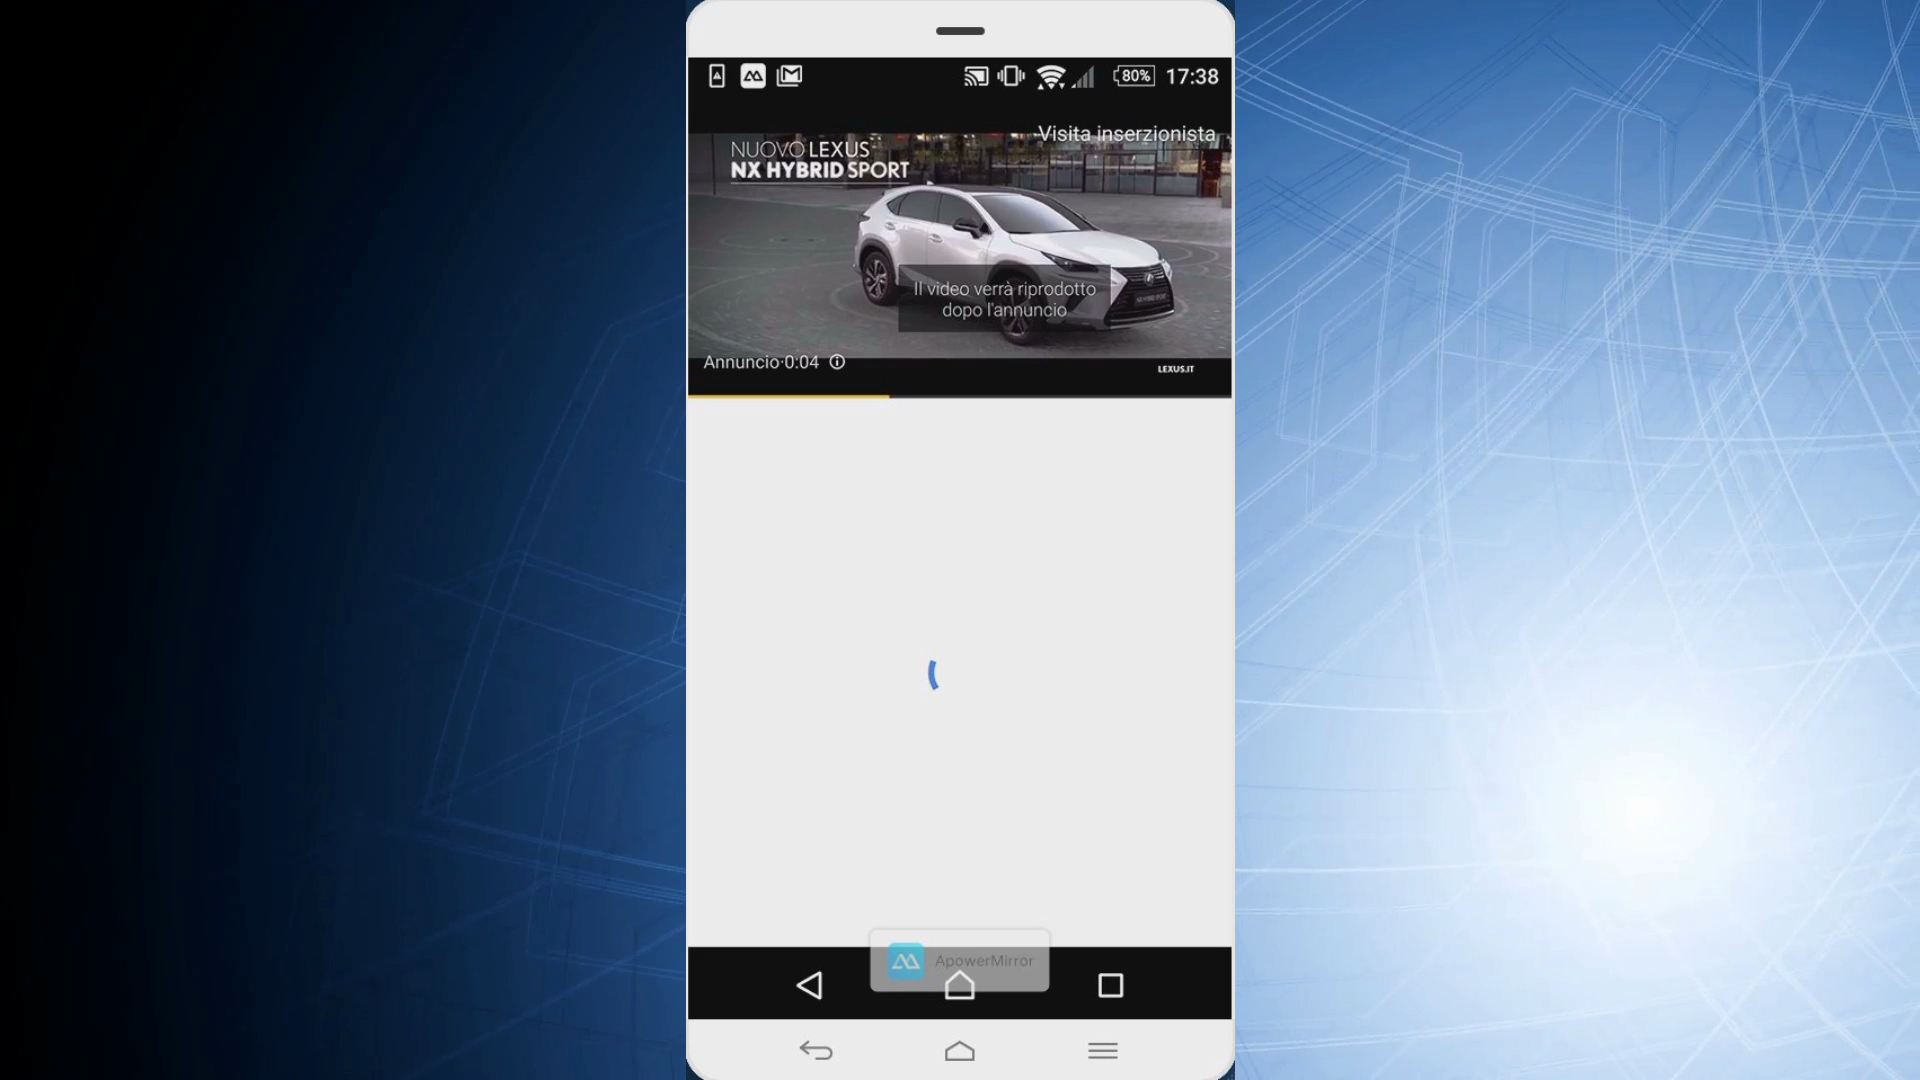 80% 17:38
Visita inserzionista
NUOVO LEXUS
NX HYBRID SPORT
Il video verrà riprodotto
dopo l'annuncio
Annuncio·0:04
LEXUS.IT
ApowerMirror